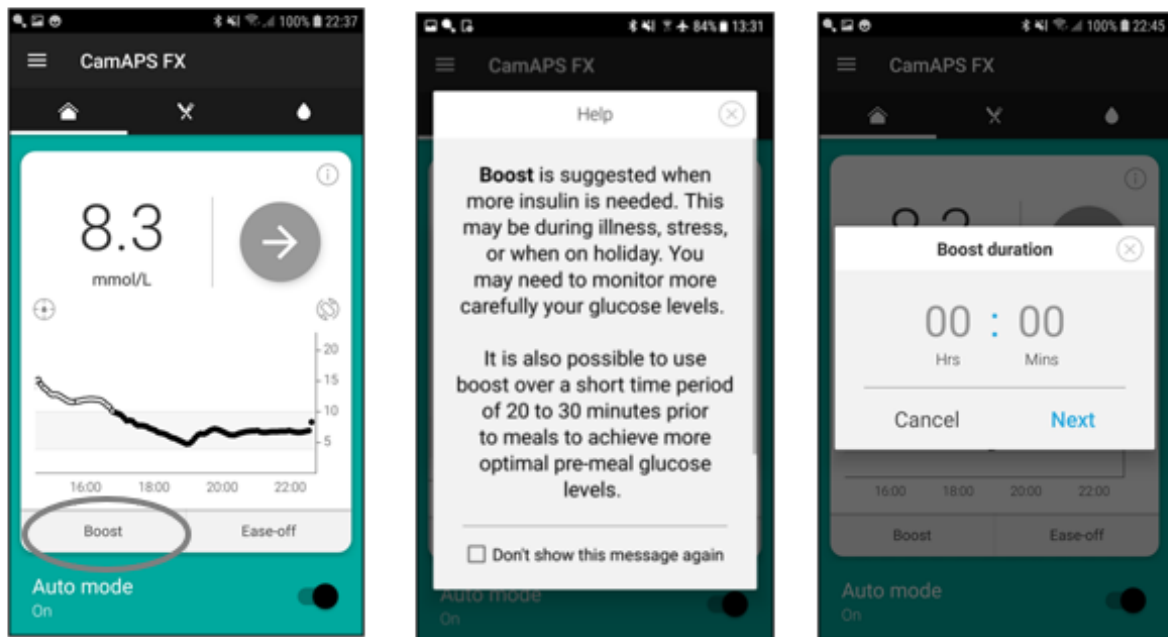 22:37
100%
CamAPS FX
8.3
mmol/L
20
15
10
5
16:00 18:00 20:00 22:00
Boost Ease-off
Auto mode
On
84% 13:31
CamAPS FX
Help
Boost is suggested when
more insulin is needed. This
may be during illness, stress,
or when on holiday. You
may need to monitor more
carefully your glucose levels.
It is also possible to use
boost over a short time period
of 20 to 30 minutes prior
to meals to achieve more
optimal pre-meal glucose
levels.
Don't show this message again
Auto mode
On
100% 22:45
CamAPS FX
Boost duration
00 : 00
Hrs Mins
Cancel Next
16:00 18:00 20:00 22:00
Boost Ease-off
Auto mode
On